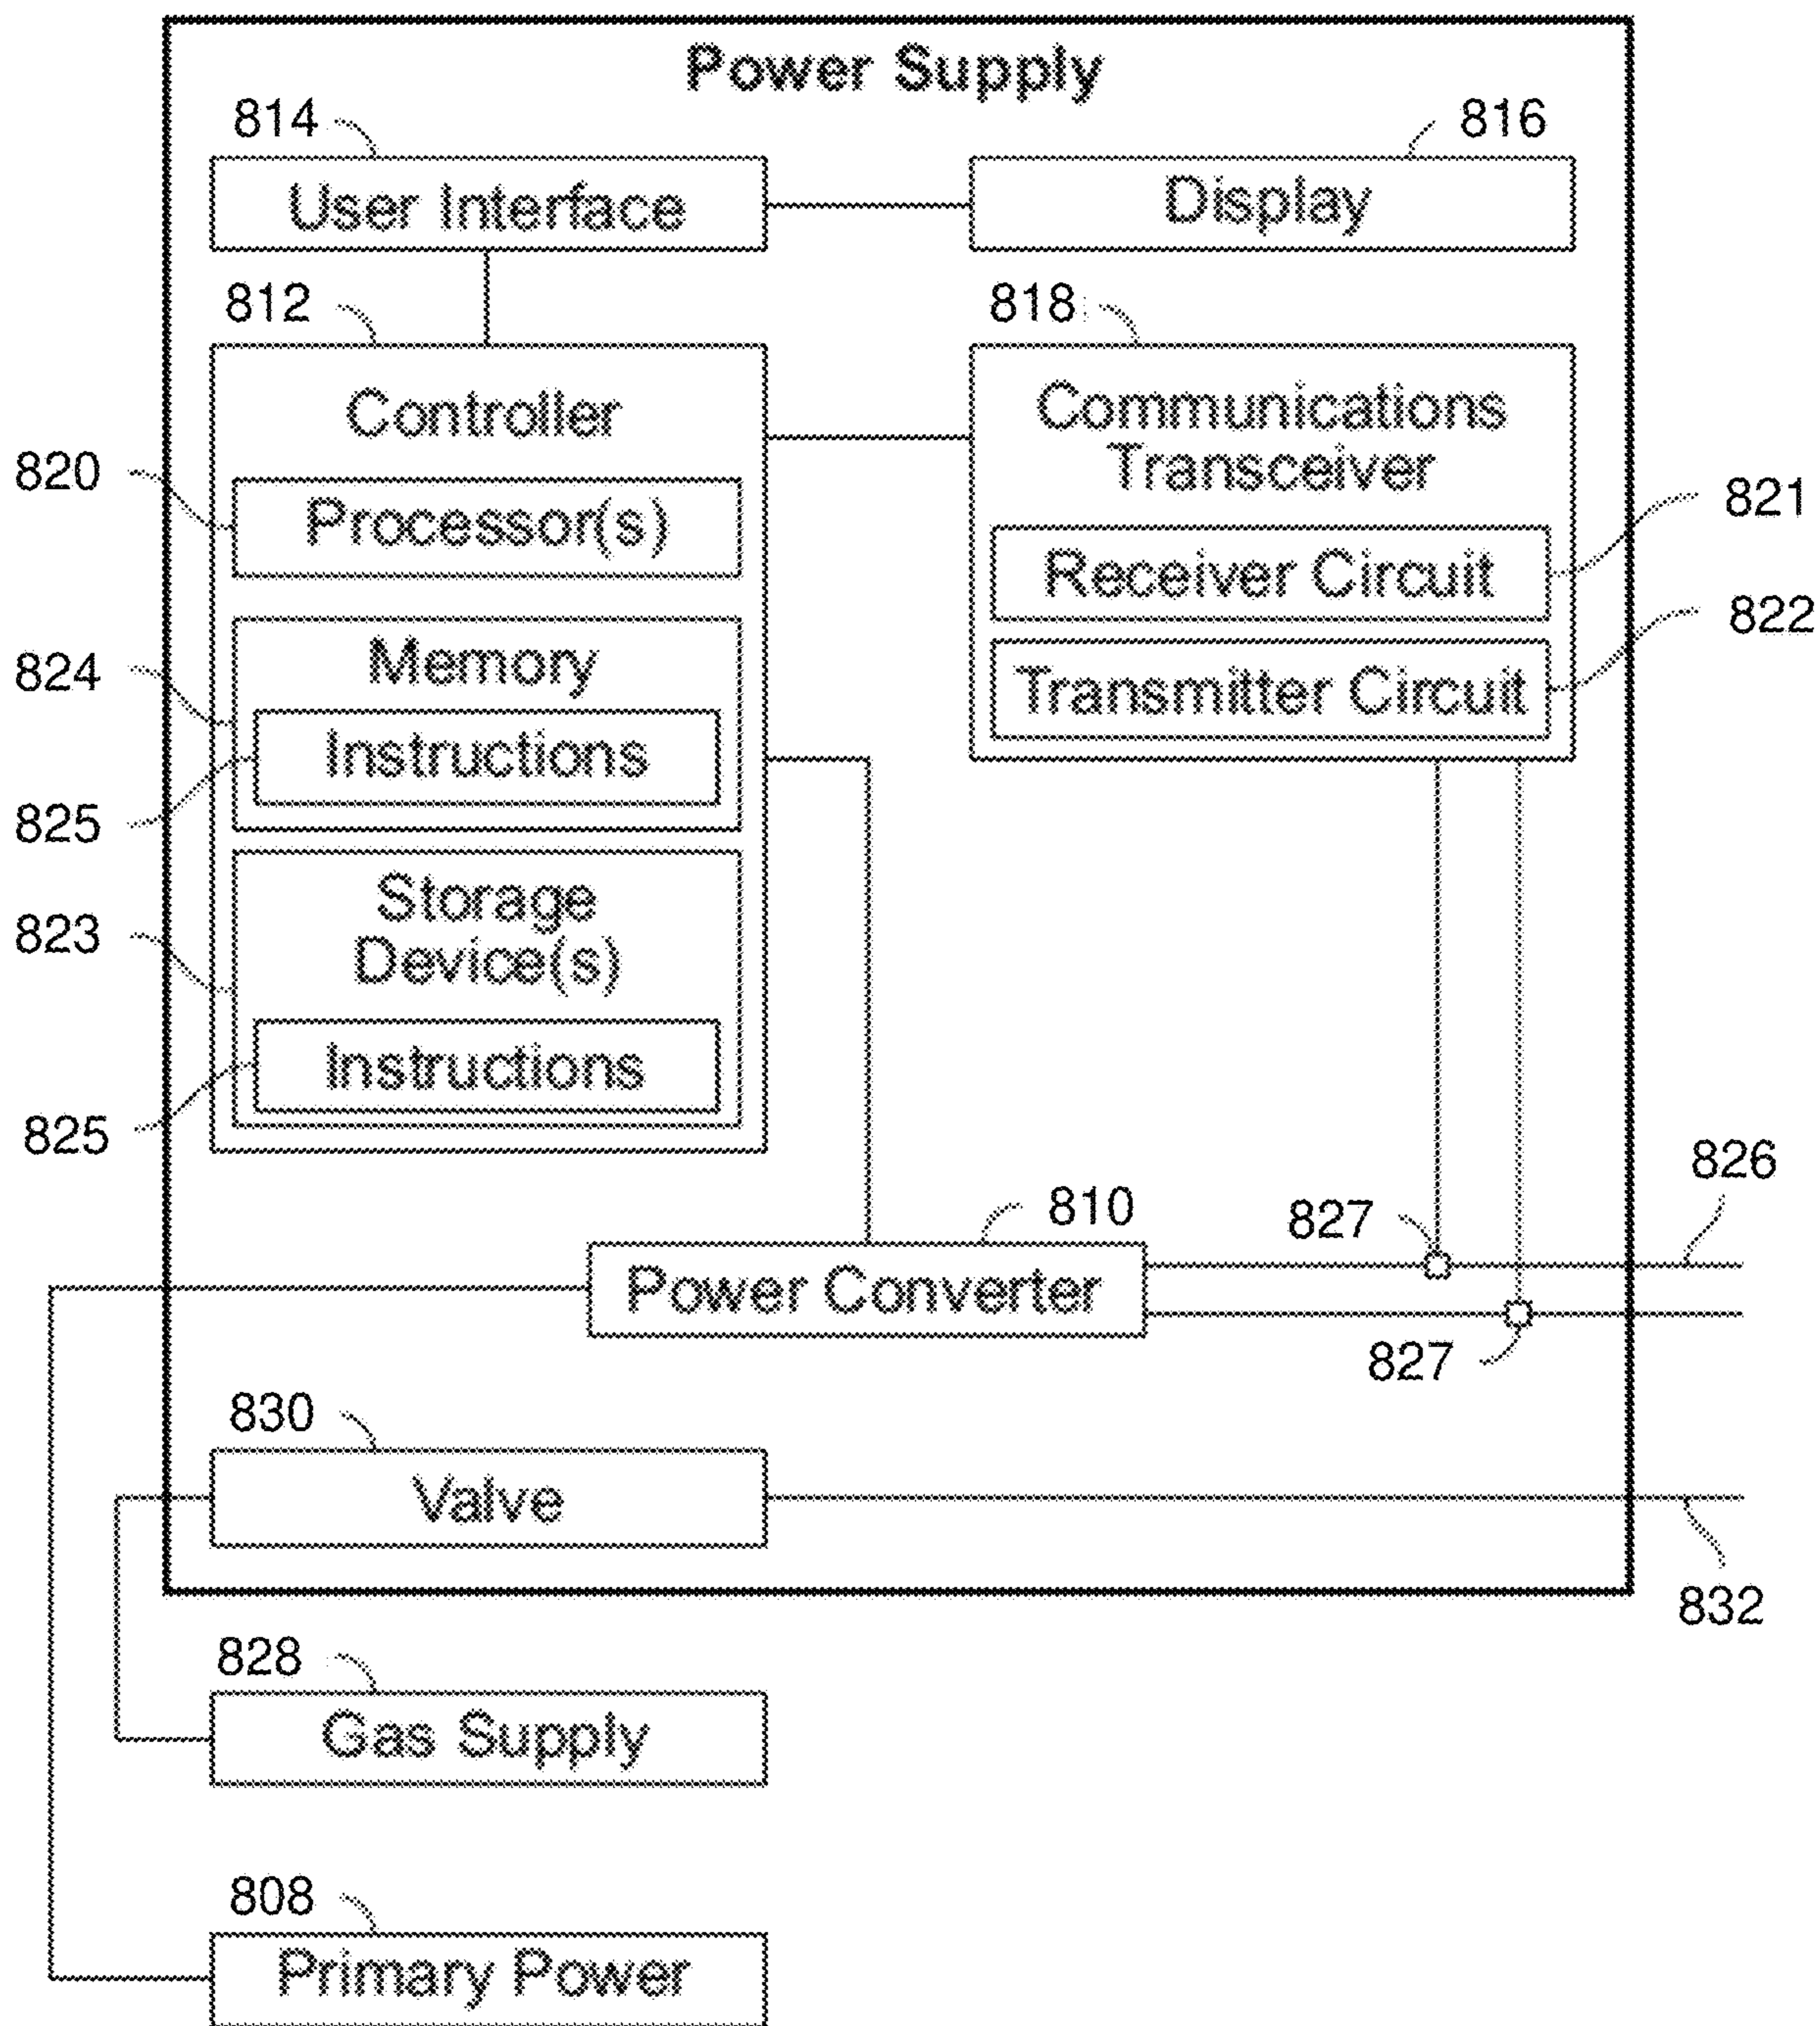 Power Supply
814
816
User Interface
Display
812
818
Controller
Communications
Transceiver
820
Processor(s)
821
Receiver Circuit
822
824
Memory
Transmitter Circuit
Instructions
825
Storage
Device(s)
823
Instructions
825
826
810
827
Power Converter
827
830
Valve
832
828
Gas Supply
808
Primary Power